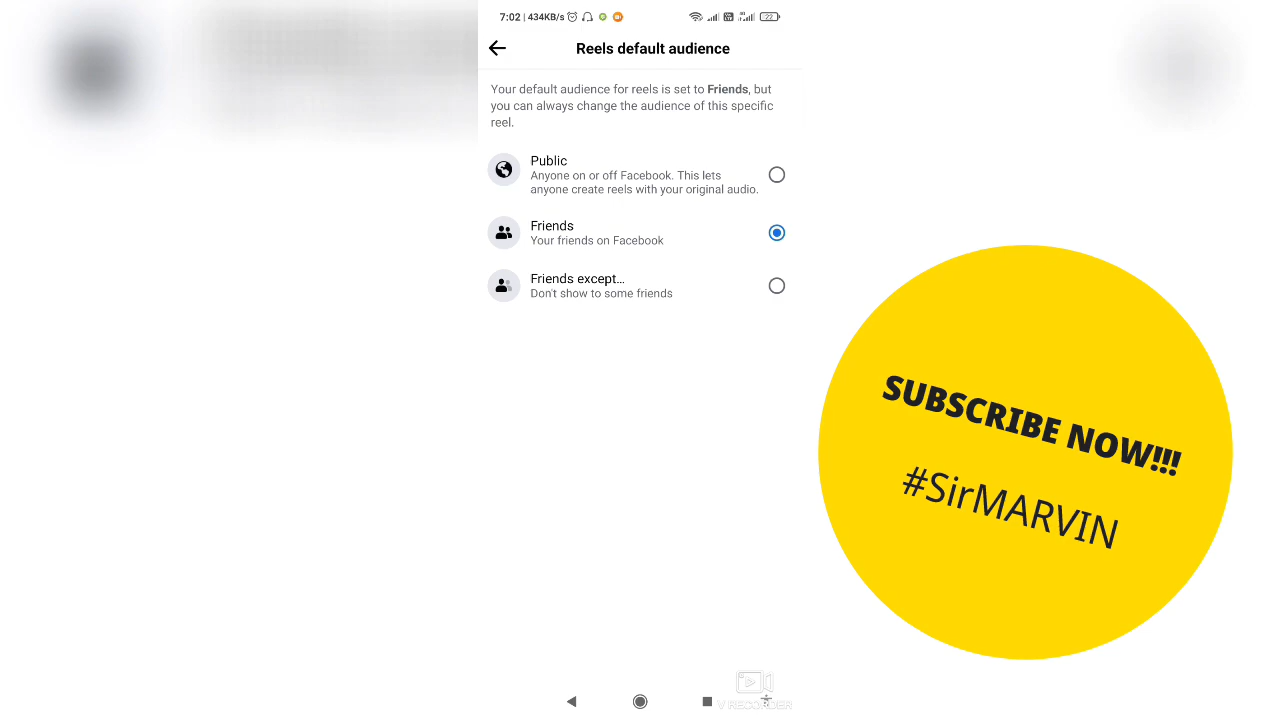 7:02 | 434KB/s
22
Reels default audience
Your default audience for reels is set to Friends, but
you can always change the audience of this specific
reel.
Public
Anyone on or off Facebook. This lets
anyone create reels with your original audio.
Friends
Your friends on Facebook
Friends except...
Don't show to some friends
SUBSCRIBE NOW!!!
#SirMARVIN
V RECORDER